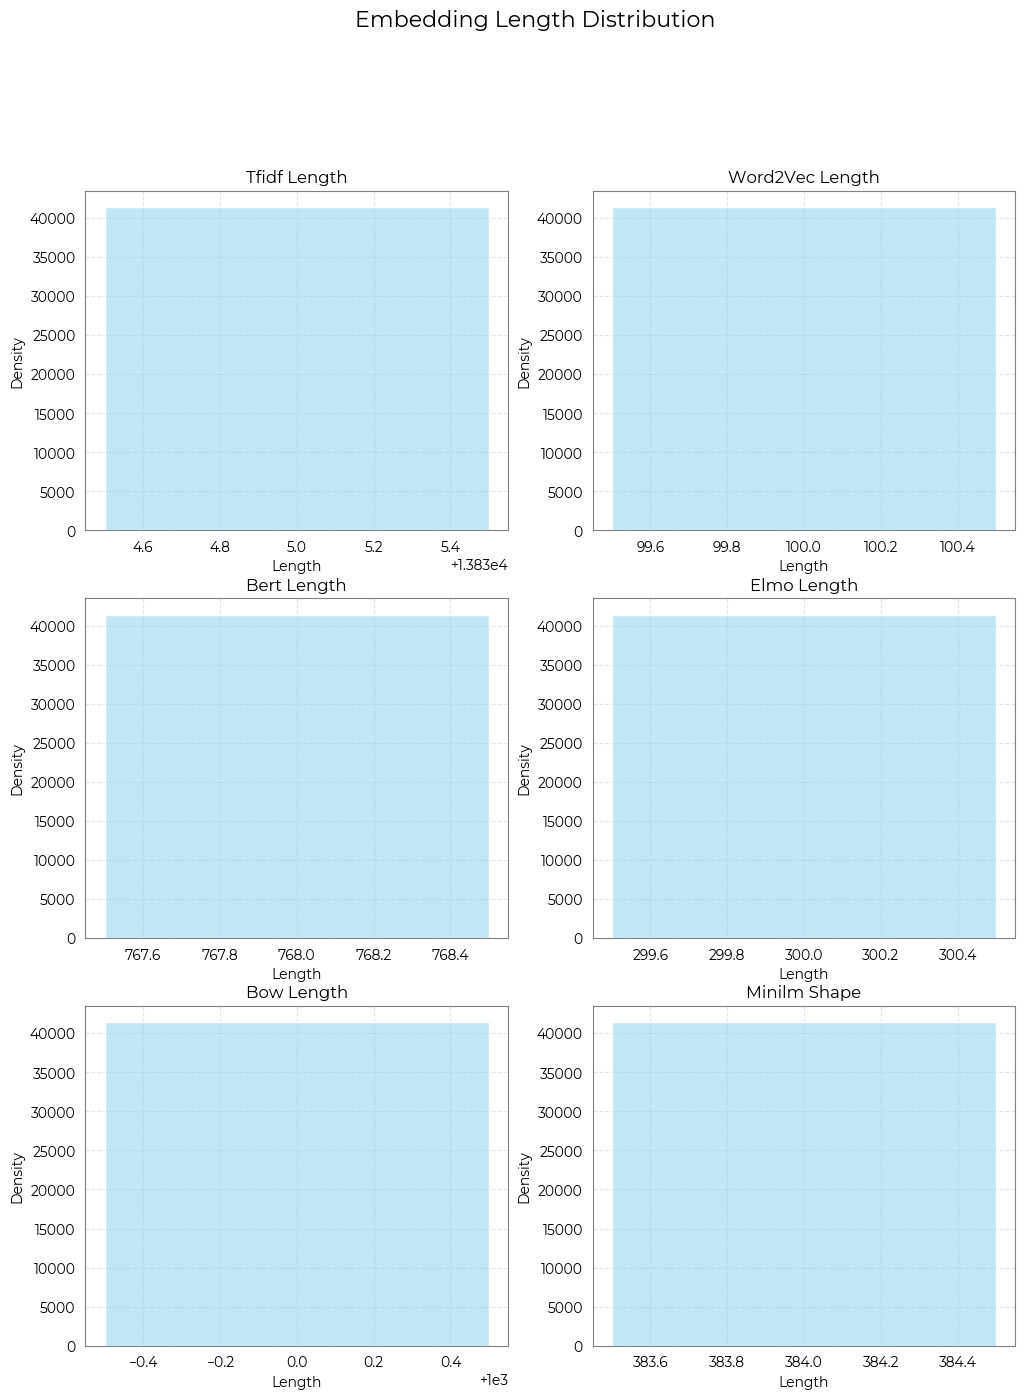 Embedding Length Distribution
Tfidf Length
Density
40000
35000
30000
25000
20000
15000
10000
5000
0
4.6 4.8 5.0 5.2 5.4
Length
+1.383e4
Word2Vec Length
Density
40000
35000
30000
25000
20000
15000
10000
5000
0
99.6 99.8 100.0 100.2 100.4
Length
Bert Length
Density
40000
35000
30000
25000
20000
15000
10000
5000
0
767.6 767.8 768.0 768.2 768.4
Length
Elmo Length
Density
40000
35000
30000
25000
20000
15000
10000
5000
0
299.6 299.8 300.0 300.2 300.4
Length
Bow Length
Density
40000
35000
30000
25000
20000
15000
10000
5000
0
−0.4 −0.2 0.0 0.2 0.4
Length
+1e3
Minilm Shape
Density
40000
35000
30000
25000
20000
15000
10000
5000
0
383.6 383.8 384.0 384.2 384.4
Length